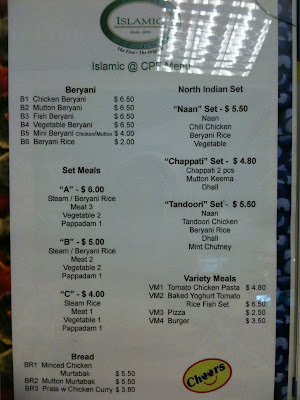 ISLAMIC
The First - The Original
Islamic @ CPF Menu
Beryani
B1 Chicken Beryani $ 6.50
B2 Mutton Beryani $ 6.50
B3 Fish Beryani $ 6.50
B4 Vegetable Beryani $ 6.50
B5 Mini Beryani Chicken/Mutton $ 4.00
B6 Beryani Rice $ 2.00
Set Meals
"A" - $ 6.00
Steam / Beryani Rice
Meat 3
Vegetable 2
Pappadam 1
"B" - $ 5.00
Steam / Beryani Rice
Meat 2
Vegetable 2
Pappadam 1
"C" - $ 4.00
Steam Rice
Meat 1
Vegetable 1
Pappadam 1
Bread
BR1 Minced Chicken
Murtabak $ 5.50
BR2 Mutton Murtabak $ 5.50
BR3 Prata w Chicken Curry $ 3.80
North Indian Set
"Naan" Set - $ 5.50
Naan
Chili Chicken
Beryani Rice
Vegetable
"Chappati" Set - $ 4.80
Chappati 2 pcs
Mutton Keema
Dhall
"Tandoori" Set - $ 5.50
Naan
Tandoori Chicken
Beryani Rice
Dhall
Mint Chutney
Variety Meals
VM1 Tomato Chicken Pasta $ 4.80
VM2 Baked Yoghurt Tomato
Rice Fish Set $ 6.50
VM3 Pizza $ 2.50
VM4 Burger $ 3.50
Cheers